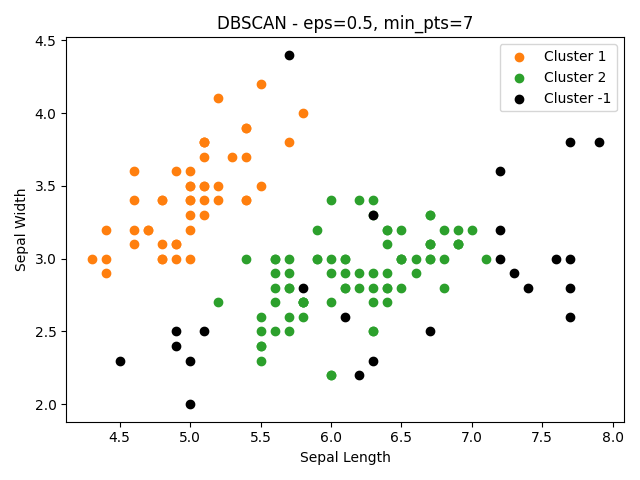 DBSCAN - eps=0.5, min_pts=7
Cluster 1
Cluster 2
Cluster -1
Sepal Width
4.5
4.0
3.5
3.0
2.5
2.0
4.5 5.0 5.5 6.0 6.5 7.0 7.5 8.0
Sepal Length